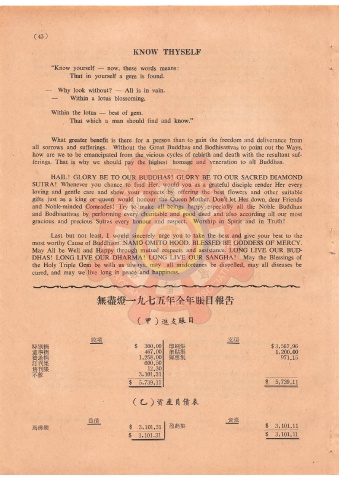 (42)
KNOW THYSELF
"Know yourself — now, these words means:
That in yourself a gem is found.
— Why look without? — All is in vain.
— Within a lotus blossoming.
Within the lotus — best of gem.
That which a man should find and know."
What greater benefit is there for a person than to gain the freedom and deliverance from
all sorrows and sufferings. Without the Great Buddhas and Bodhisattvas, to point out the Ways,
how are we to be emancipated from the vicious cycles of rebirth and death with the resultant suf-
ferings. That is why we should pay the highest homage and veneration to all Buddhas.
HAIL! GLORY BE TO OUR BUDDHAS! GLORY BE TO OUR SACRED DIAMOND
SUTRA! Whenever you chance to find Her, would you as a grateful disciple render Her every
loving and gentle care and show your respects by offering the best flowers and other suitable
gifts just as a king or queen would honour the Queen Mother. Don't let Her down, dear Friends
and Noble-minded Comrades! Try to make all beings happy especially all the Noble Buddhas
and Bodhisattvas by performing every charitable and good deed and also according all our most
gracious and precious Sutras every honour and respect. Worship in Spirit and in Truth!
Last but not least, I would sincerely urge you to take the best and give your best to the
most worthy Cause of Buddhism. NAMO OMITO HOOD. BLESSED BE GODDESS OF MERCY.
May All be Well and Happy through mutual respects and assistance. LONG LIVE OUR BUD-
DHAS! LONG LIVE OUR DHARMA! LONG LIVE OUR SANGHA! May the Blessings of
the Holy Triple Gem be with us always, may all misfortunes be dispelled, may all diseases be
cured, and may we live long in peace and happiness.
無盡燈一九七五年全年賬目報告
(甲) 進支賬目
收項 支項
$ 300.00 $ 3,567.96
467.00 1,200.00
1,258.00 971.15
600.50
12.30
3,101.31
$ 5,739.11 $ 5,739.11
(乙) 資產負債表
負債 資產
$ 3,101.31 $ 3,101.31
$ 3,101.31 $ 3,101.31